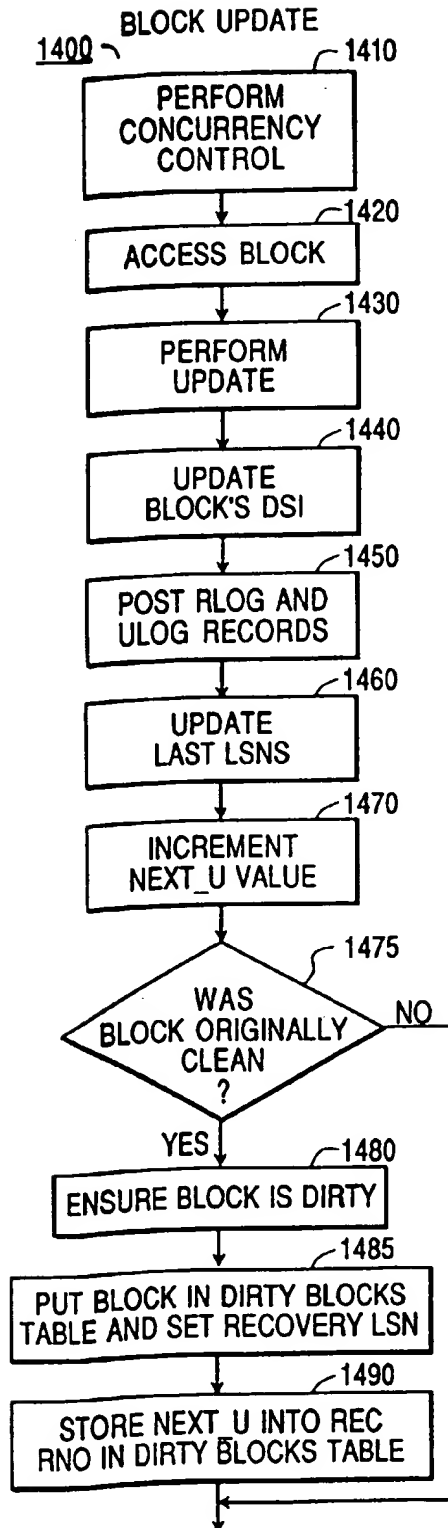 BLOCK UPDATE
1400
1410
PERFORM
CONCURRENCY
CONTROL
1420
ACCESS BLOCK
1430
PERFORM
UPDATE
1440
UPDATE
BLOCK'S DSI
1450
POST RLOG AND
ULOG RECORDS
1460
UPDATE
LAST LSNS
1470
INCREMENT
NEXT_U VALUE
1475
WAS
BLOCK ORIGINALLY
CLEAN
?
NO
YES
1480
ENSURE BLOCK IS DIRTY
1485
PUT BLOCK IN DIRTY BLOCKS
TABLE AND SET RECOVERY LSN
1490
STORE NEXT_U INTO REC
RNO IN DIRTY BLOCKS TABLE